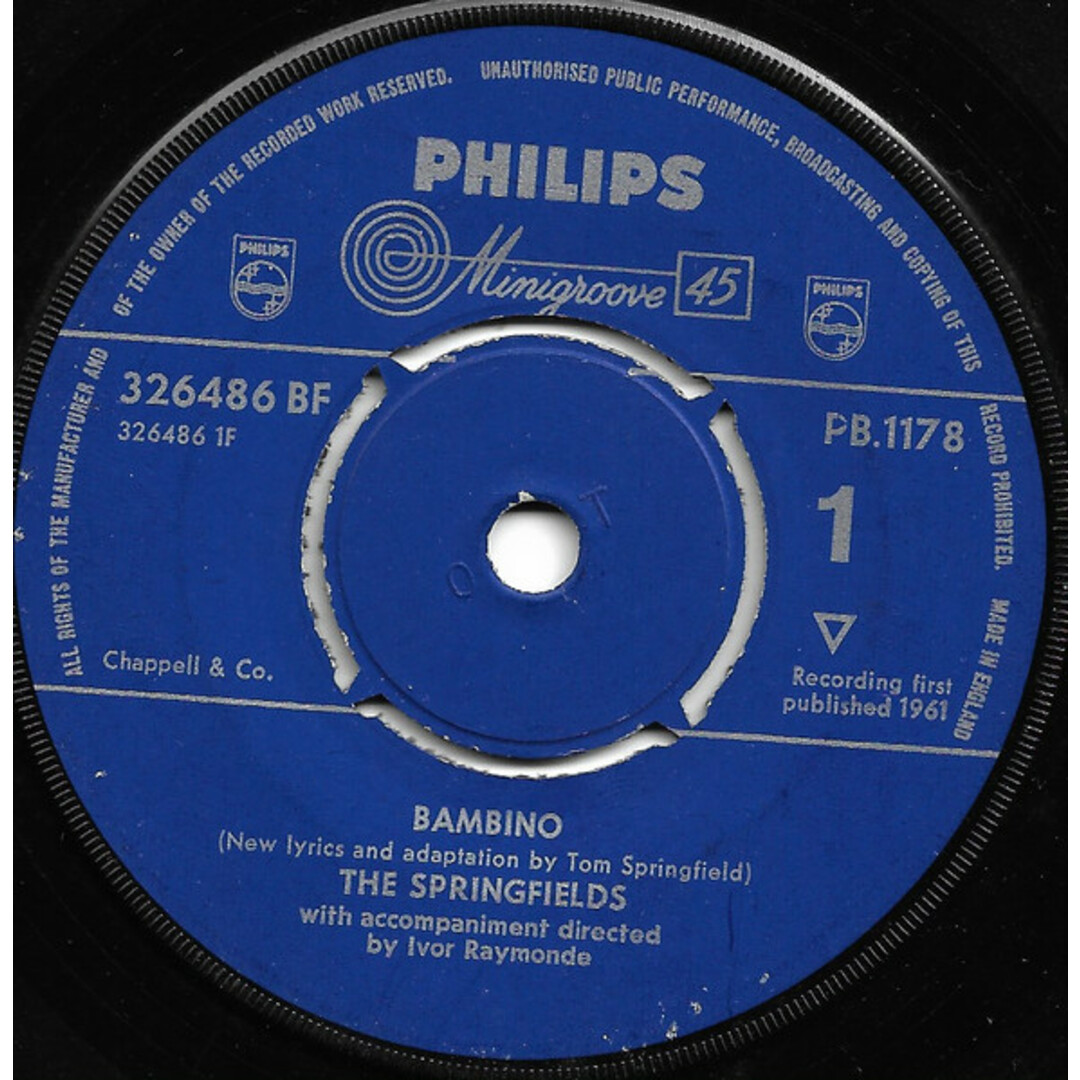 ALL RIGHTS OF THE MANUFACTURER AND OF THE OWNER OF THE RECORDED WORK RESERVED. UNAUTHORISED PUBLIC PERFORMANCE, BROADCASTING AND COPYING OF THIS RECORD PROHIBITED. MADE IN ENGLAND
PHILIPS
Minigroove 45
PHILIPS
PHILIPS
326486 BF
326486 1F
PB.1178
1
Chappell & Co.
Recording first
published 1961
BAMBINO
(New lyrics and adaptation by Tom Springfield)
THE SPRINGFIELDS
with accompaniment directed
by Ivor Raymonde